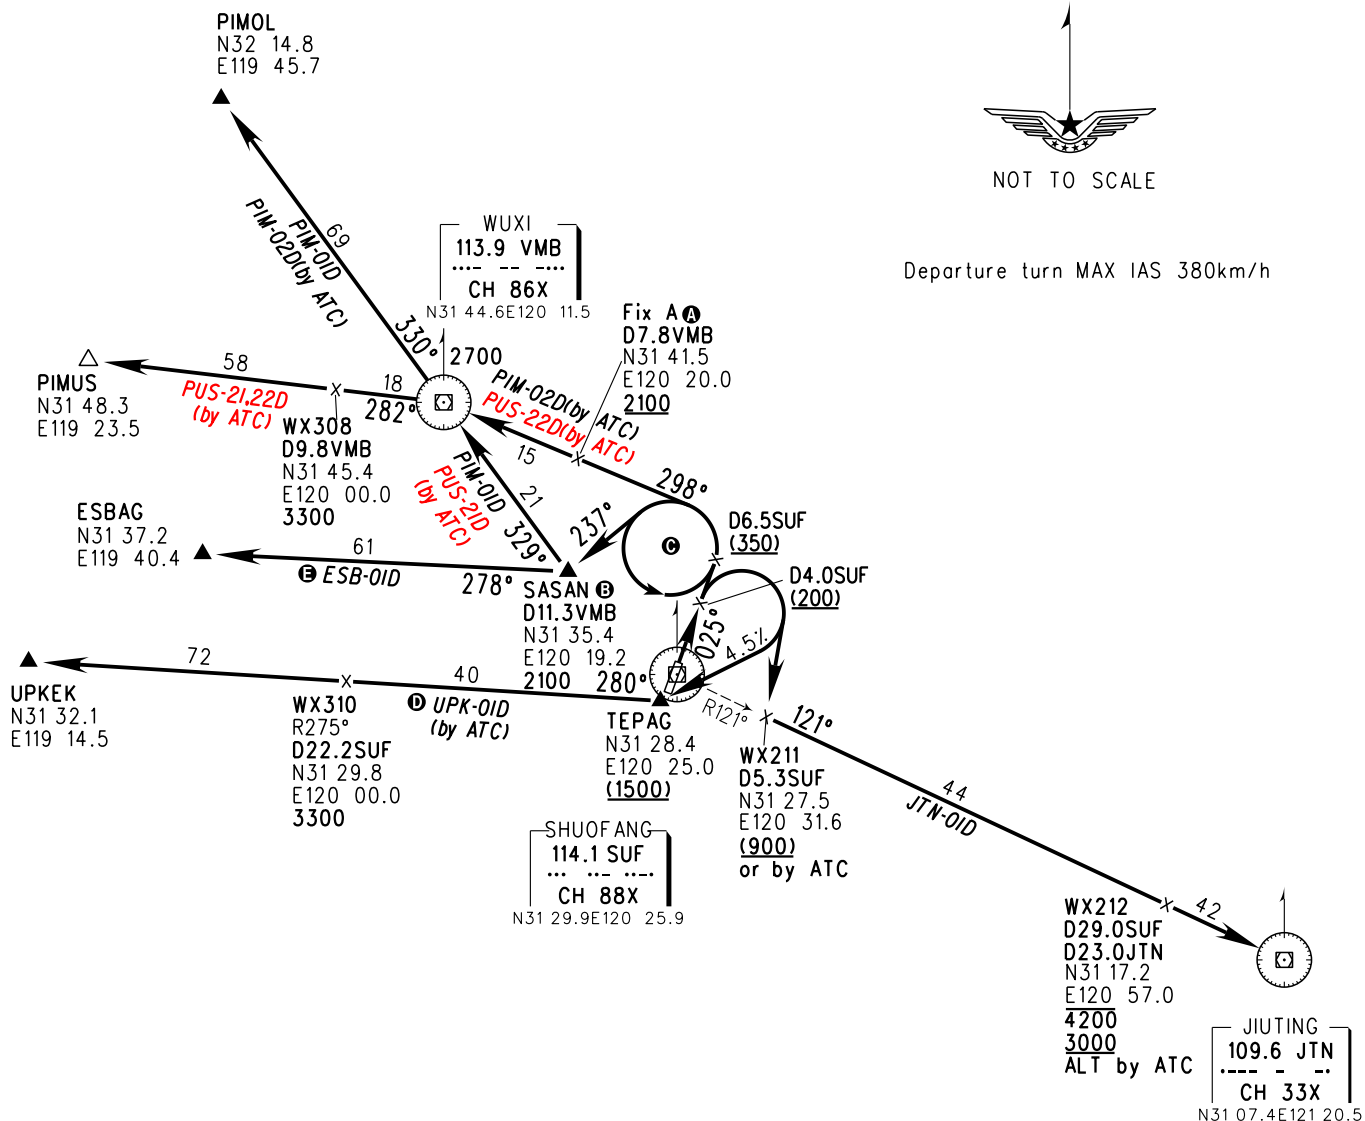 PIMOL
N32 14.8
E119 45.7
NOT TO SCALE
Departure turn MAX IAS 380km/h
69
PIM-01D
PIM-02D(by ATC)
330°
WUXI
113.9 VMB
CH 86X
N31 44.6E120 11.5
2700
Fix A A
D7.8VMB
N31 41.5
E120 20.0
2100
PIMUS
N31 48.3
E119 23.5
58
PUS-21,22D
(by ATC)
18
282°
WX308
D9.8VMB
N31 45.4
E120 00.0
3300
PIM-02D(by ATC)
PUS-22D(by ATC)
15
298°
PIM-01D
PUS-21D
(by ATC)
21
329°
237°
C
D6.5SUF
(350)
D4.0SUF
(200)
025°
4.5%
ESBAG
N31 37.2
E119 40.4
61
E ESB-01D
278°
SASAN B
D11.3VMB
N31 35.4
E120 19.2
2100
UPKEK
N31 32.1
E119 14.5
72
WX310
R275°
D22.2SUF
N31 29.8
E120 00.0
3300
40
D UPK-01D
(by ATC)
280°
TEPAG
N31 28.4
E120 25.0
(1500)
R121°
WX211
D5.3SUF
N31 27.5
E120 31.6
(900)
or by ATC
121°
44
JTN-01D
SHUOFANG
114.1 SUF
CH 88X
N31 29.9E120 25.9
WX212
D29.0SUF
D23.0JTN
N31 17.2
E120 57.0
4200
3000
ALT by ATC
42
JIUTING
109.6 JTN
CH 33X
N31 07.4E121 20.5